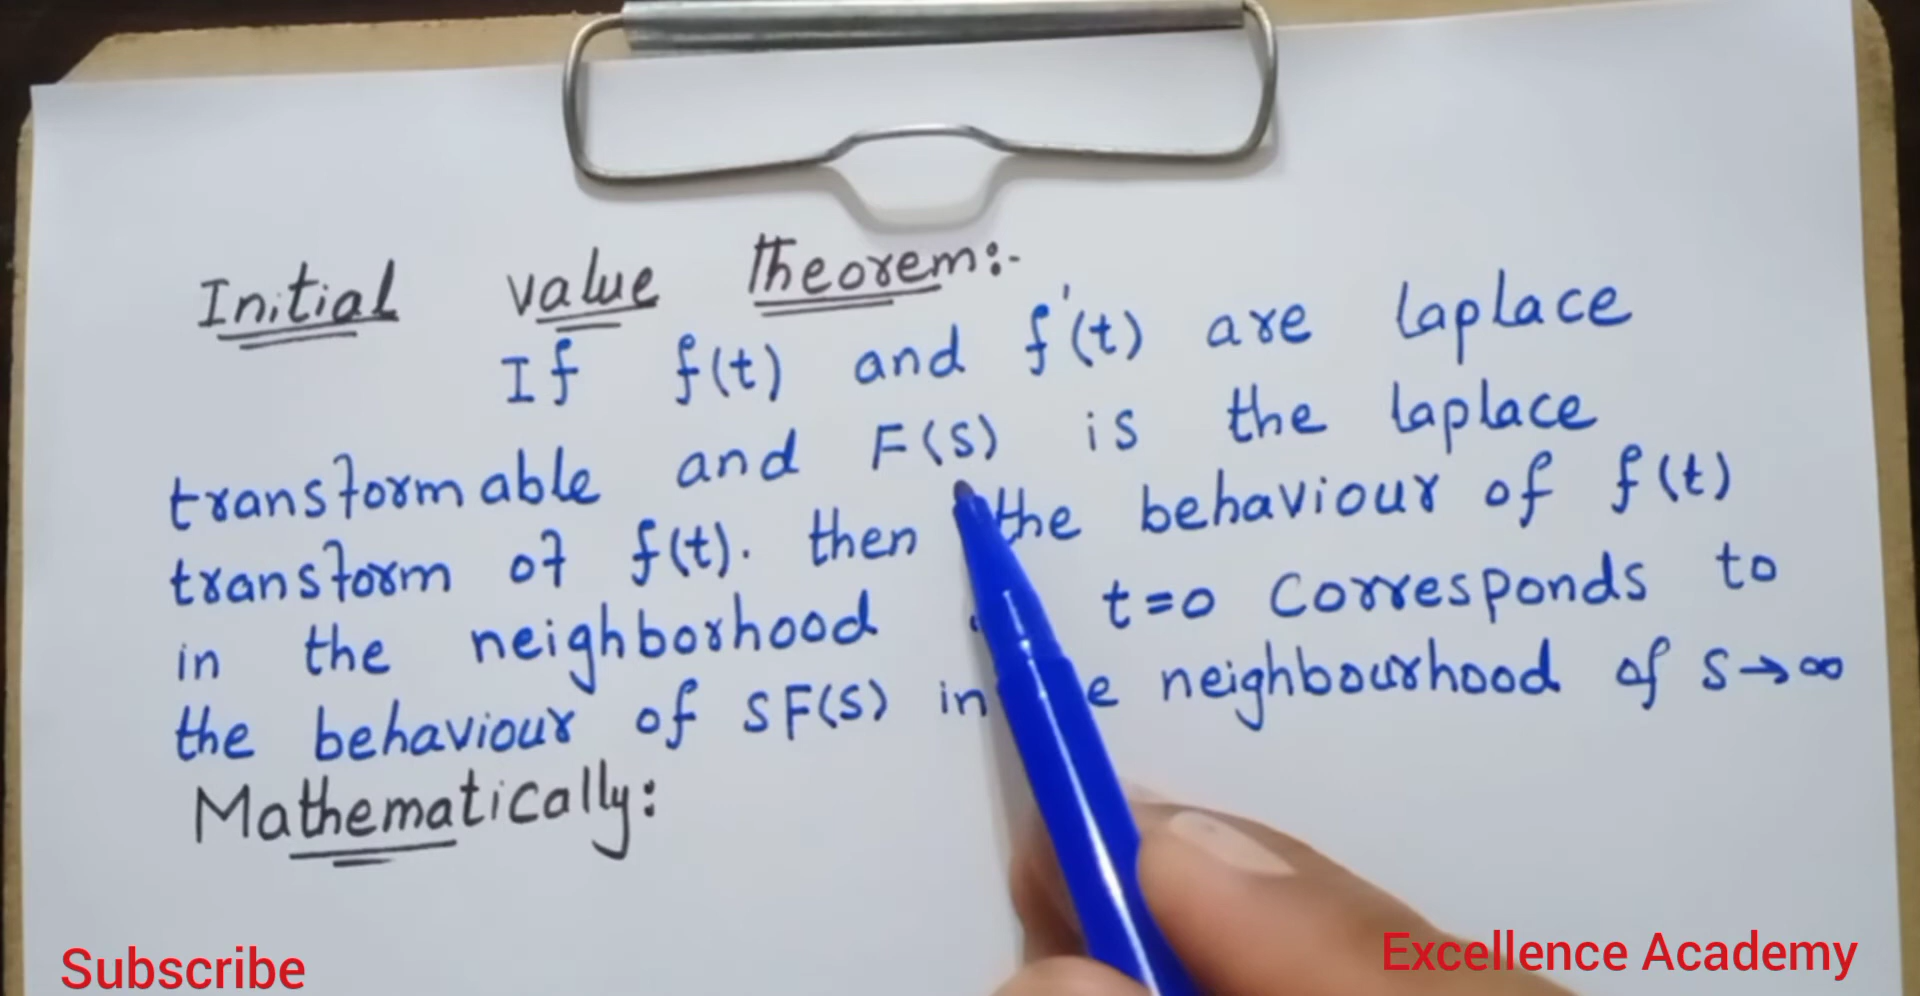 Initial value Theorem:-
If f(t) and f'(t) are laplace
transformable and F(s) is the laplace
transform of f(t). then the behaviour of f(t)
in the neighborhood t=0 Corresponds to
the behaviour of SF(s) in neighbourhood of s→∞
Mathematically:
Subscribe
Excellence Academy